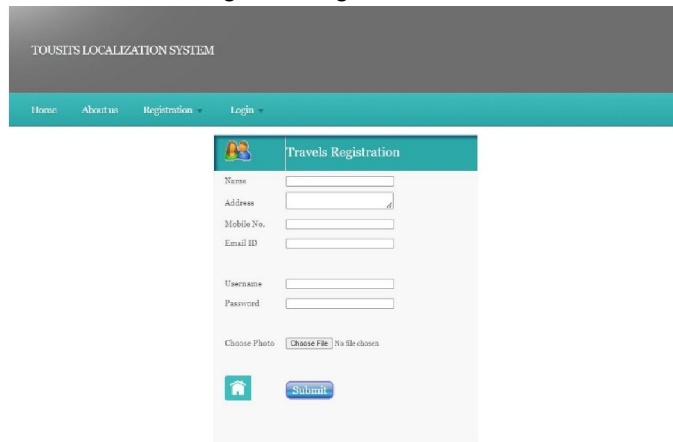 TOUSITS LOCALIZATION SYSTEM
Home About us Registration Login
Travels Registration
Name
Address
Mobile No.
Email ID
Username
Password
Choose Photo Choose File No file chosen
Submit